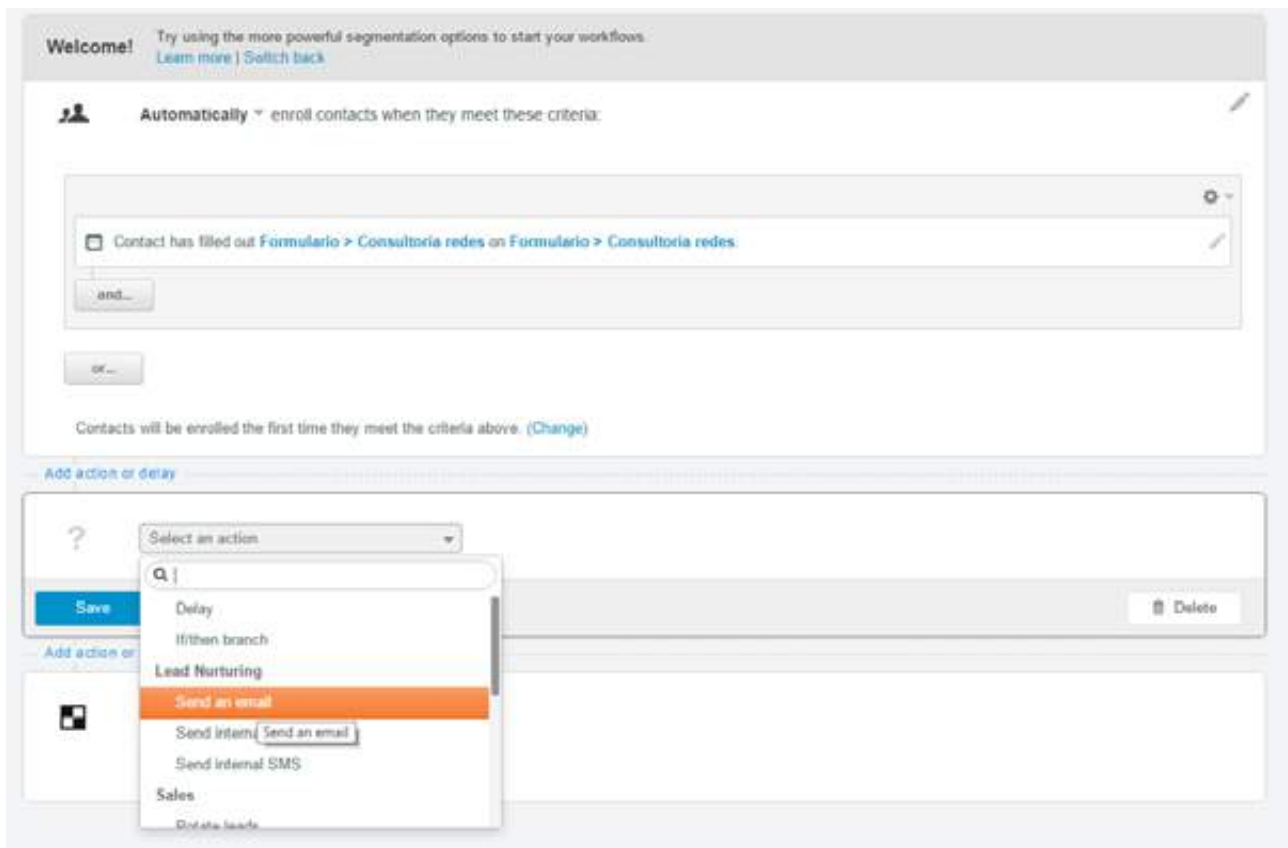 Welcome! Try using the more powerful segmentation options to start your workflows.
Learn more | Switch back
Automatically enroll contacts when they meet these criteria:
Contact has filled out Formulario > Consultoria redes on Formulario > Consultoria redes.
and...
or...
Contacts will be enrolled the first time they meet the criteria above. (Change)
Add action or delay
? Select an action
Save
Delete
Delay
If/then branch
Add action or
Lead Nurturing
Send an email
Send interna
Send an email
Send internal SMS
Sales
Rotate leads